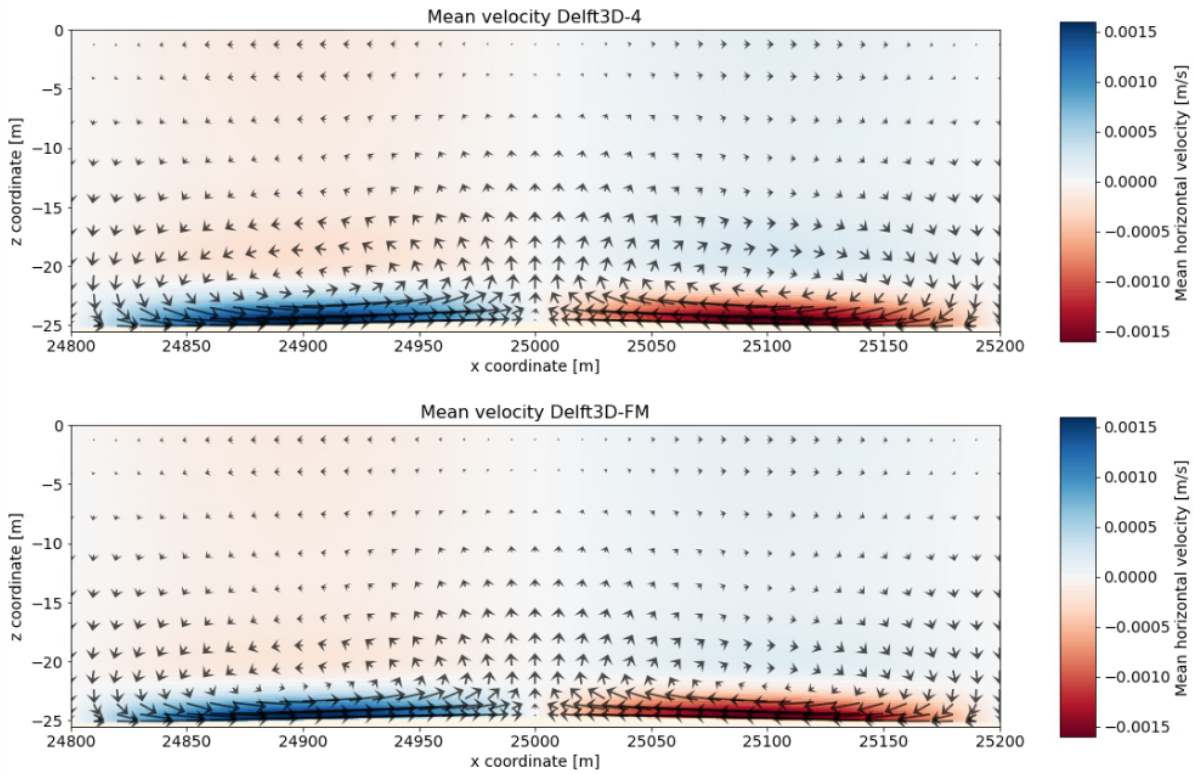 Mean velocity Delft3D-4
0
−5
−10
−15
−20
−25
z coordinate [m]
24800 24850 24900 24950 25000 25050 25100 25150 25200
x coordinate [m]
0.0015
0.0010
0.0005
0.0000
−0.0005
−0.0010
−0.0015
Mean horizontal velocity [m/s]
Mean velocity Delft3D-FM
0
−5
−10
−15
−20
−25
z coordinate [m]
24800 24850 24900 24950 25000 25050 25100 25150 25200
x coordinate [m]
0.0015
0.0010
0.0005
0.0000
−0.0005
−0.0010
−0.0015
Mean horizontal velocity [m/s]